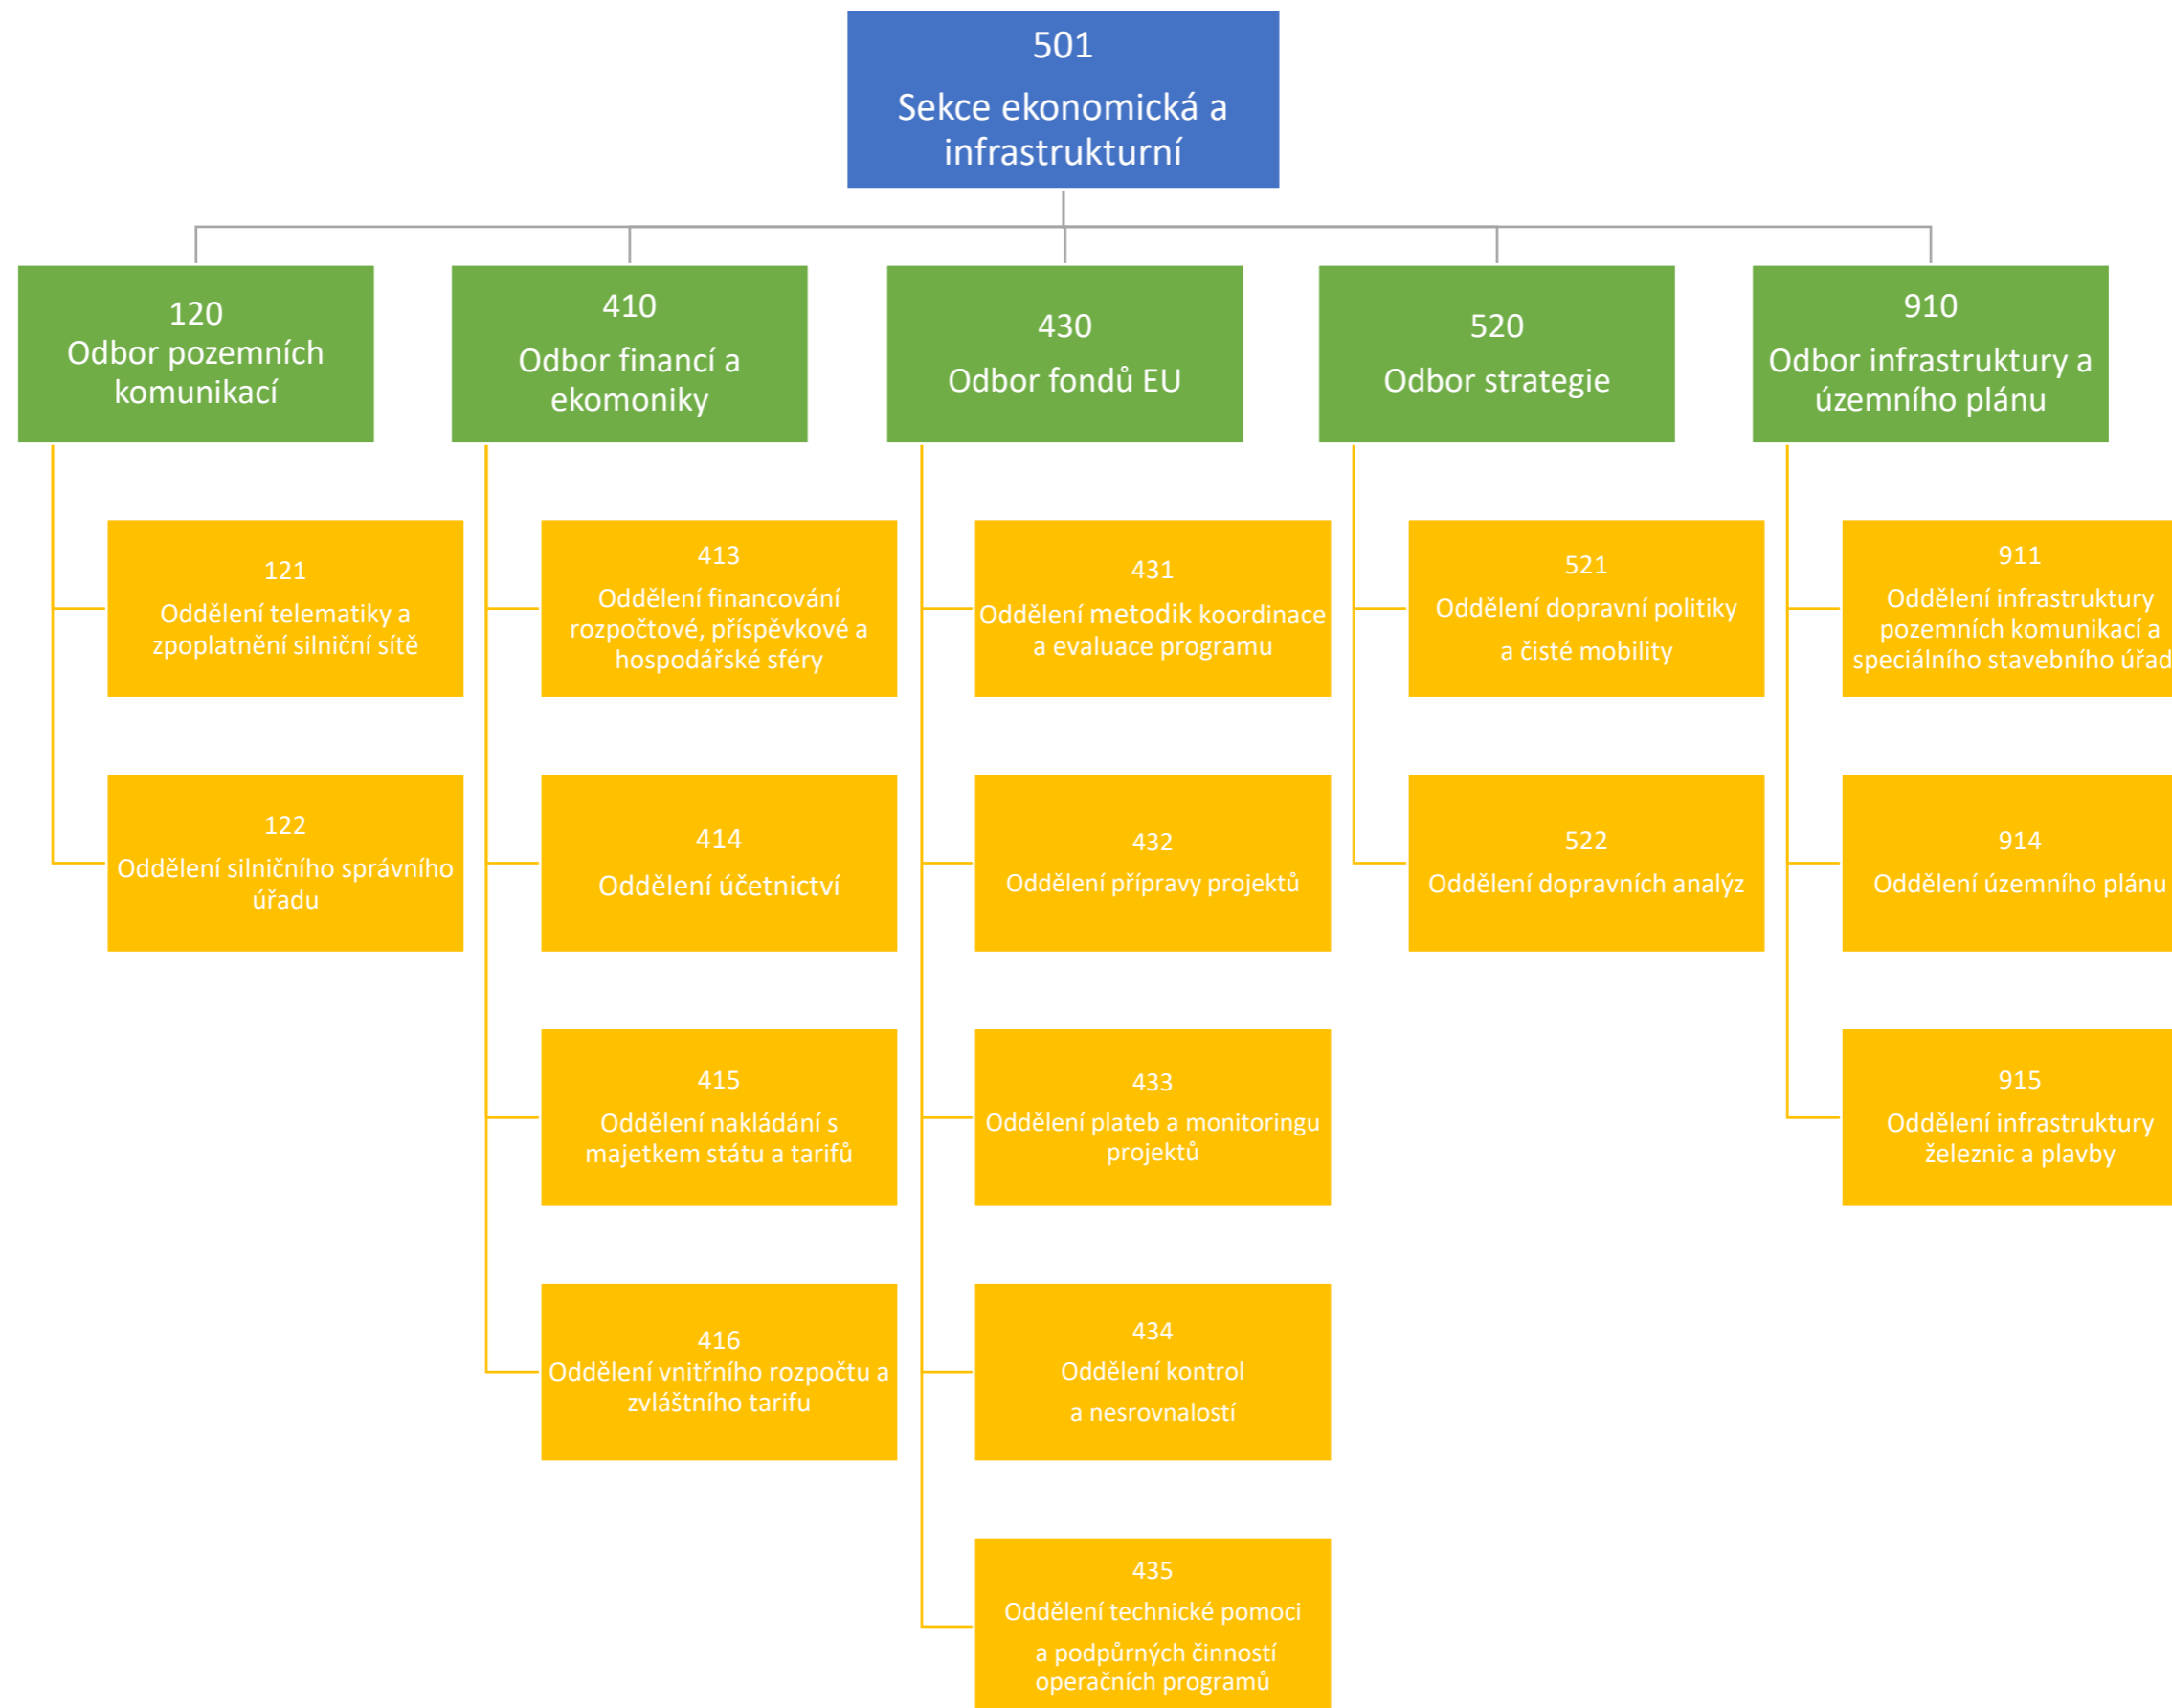 501
Sekce ekonomická a
infrastrukturní
120
Odbor pozemních
komunikací
410
Odbor financí a
ekomoniky
430
Odbor fondů EU
520
Odbor strategie
910
Odbor infrastruktury a
územního plánu
121
Oddělení telematiky a
zpoplatnění silniční sítě
413
Oddělení financování
rozpočtové, příspěvkové a
hospodářské sféry
431
Oddělení metodik koordinace
a evaluace programu
521
Oddělení dopravní politiky
a čisté mobility
911
Oddělení infrastruktury
pozemních komunikací a
speciálního stavebního úřad
122
Oddělení silničního správního
úřadu
414
Oddělení účetnictví
432
Oddělení přípravy projektů
522
Oddělení dopravních analýz
914
Oddělení územního plánu
415
Oddělení nakládání s
majetkem státu a tarifů
433
Oddělení plateb a monitoringu
projektů
915
Oddělení infrastruktury
železnic a plavby
416
Oddělení vnitřního rozpočtu a
zvláštního tarifu
434
Oddělení kontrol
a nesrovnalostí
435
Oddělení technické pomoci
a podpůrných činností
operačních programů